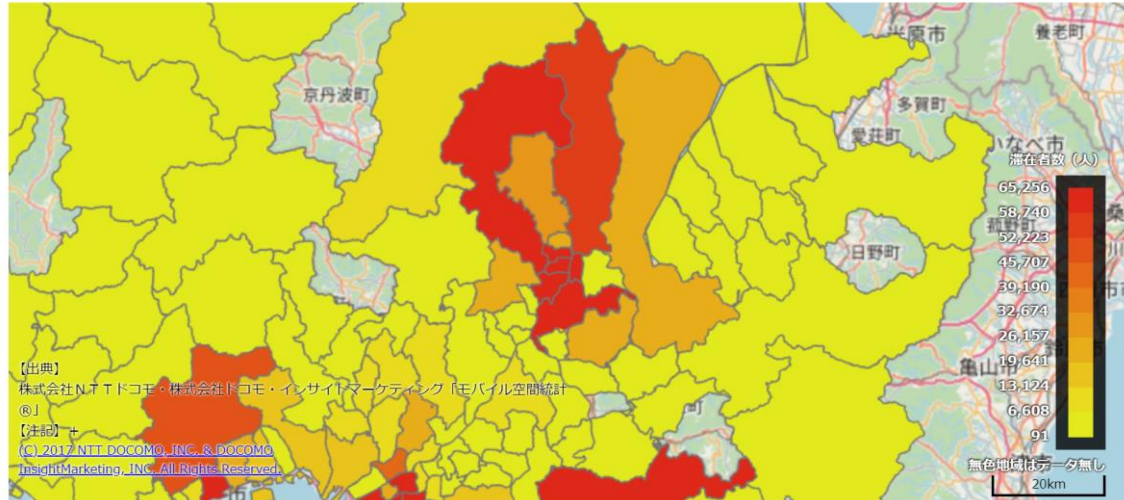 米原市
養老町
京丹波町
多賀町
愛荘町
いなべ市
滞在者数（人）
65,256
58,740
52,223
45,707
39,190
32,674
26,157
19,641
13,124
6,608
91
菰野町
日野町
亀山市
町
市
【出典】
株式会社ＮＴＴドコモ・株式会社ドコモ・インサイトマーケティング「モバイル空間統計
®」
【注記】+
(C) 2017 NTT DOCOMO, INC. & DOCOMO
InsightMarketing, INC. All Rights Reserved.
無色地域はデータ無し
20km